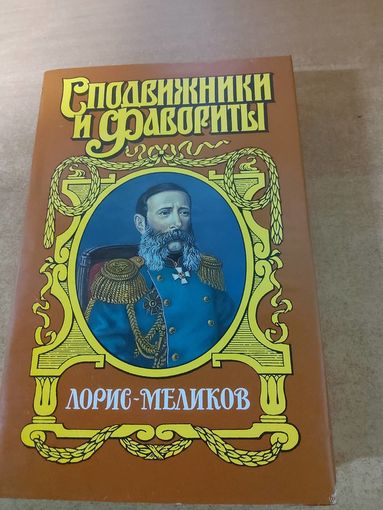 Сподвижники
и Фавориты
Лорис-Меликов